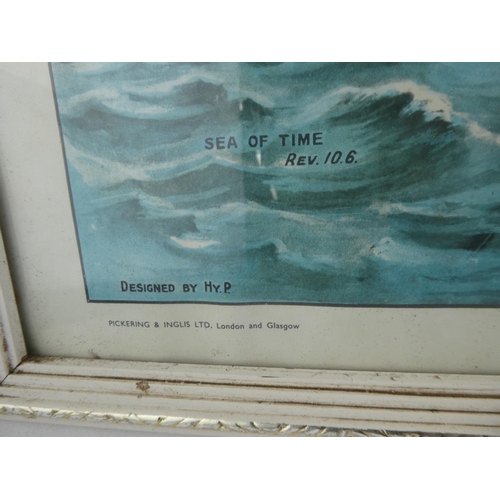 SEA OF TIME
REV. 10.6.
DESIGNED BY HY.P.
PICKERING & INGLIS LTD. London and Glasgow